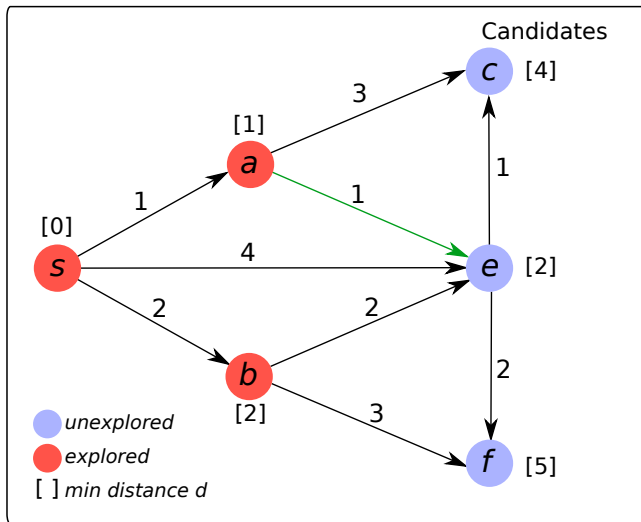 Candidates
c [4]
3
[1]
a
1
1
1
[0]
s
4
e [2]
2
2
b
[2]
3
2
f [5]
unexplored
explored
[ ] min distance d